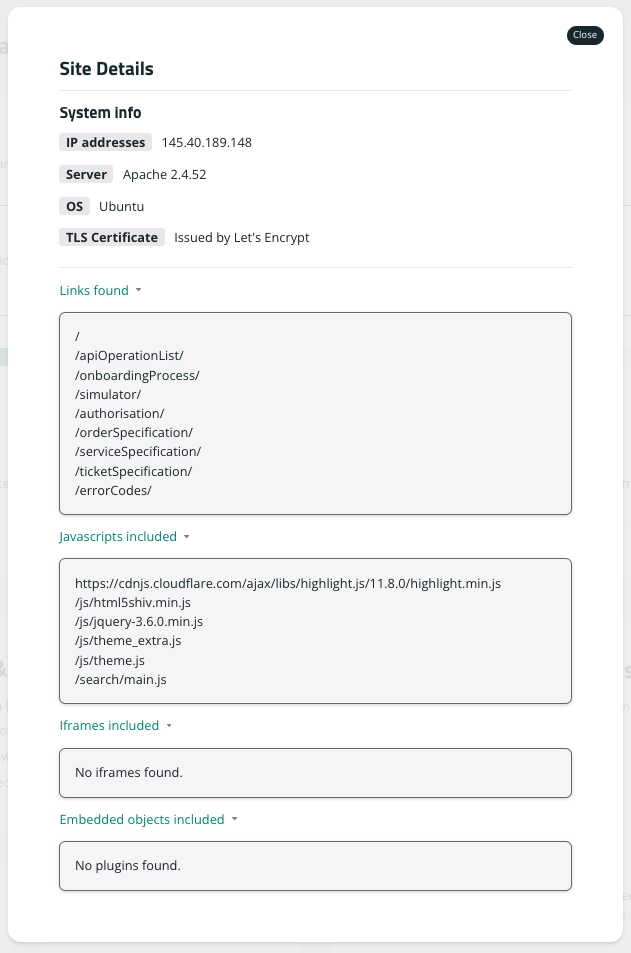 Close
Site Details
System info
IP addresses 145.40.189.148
Server Apache 2.4.52
OS Ubuntu
TLS Certificate Issued by Let's Encrypt
Links found
/
/apiOperationList/
/onboardingProcess/
/simulator/
/authorisation/
/orderSpecification/
/serviceSpecification/
/ticketSpecification/
/errorCodes/
Javascripts included
https://cdnjs.cloudflare.com/ajax/libs/highlight.js/11.8.0/highlight.min.js
/js/html5shiv.min.js
/js/jquery-3.6.0.min.js
/js/theme_extra.js
/js/theme.js
/search/main.js
Iframes included
No iframes found.
Embedded objects included
No plugins found.